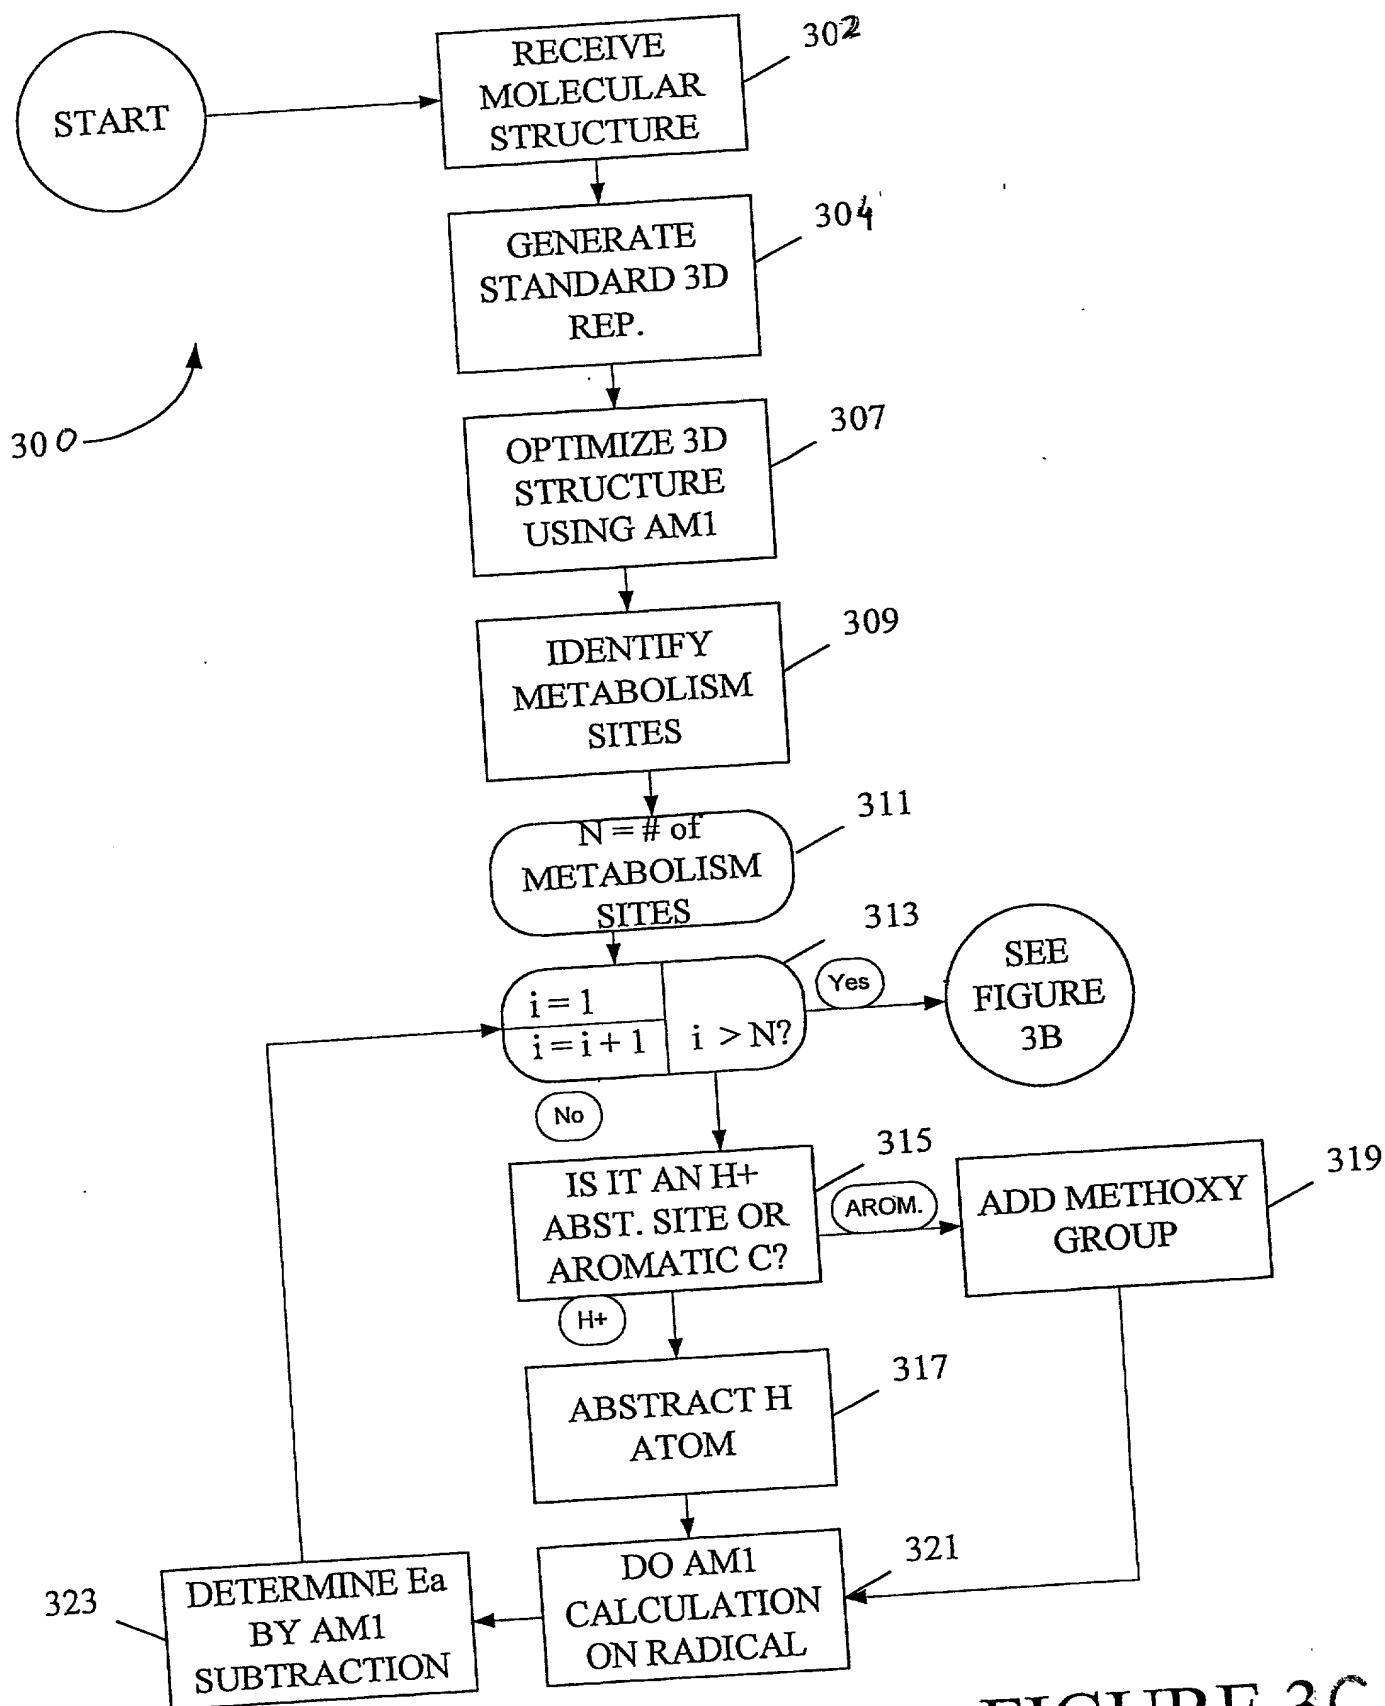 START
RECEIVE
MOLECULAR
STRUCTURE
302
GENERATE
STANDARD 3D
REP.
304
300
OPTIMIZE 3D
STRUCTURE
USING AM1
307
IDENTIFY
METABOLISM
SITES
309
N = # of
METABOLISM
SITES
311
i = 1
i = i + 1
i > N?
313
Yes
SEE
FIGURE
3B
No
IS IT AN H+
ABST. SITE OR
AROMATIC C?
315
AROM.
ADD METHOXY
GROUP
319
H+
ABSTRACT H
ATOM
317
DO AM1
CALCULATION
ON RADICAL
321
DETERMINE Ea
BY AM1
SUBTRACTION
323
FIGURE 3C